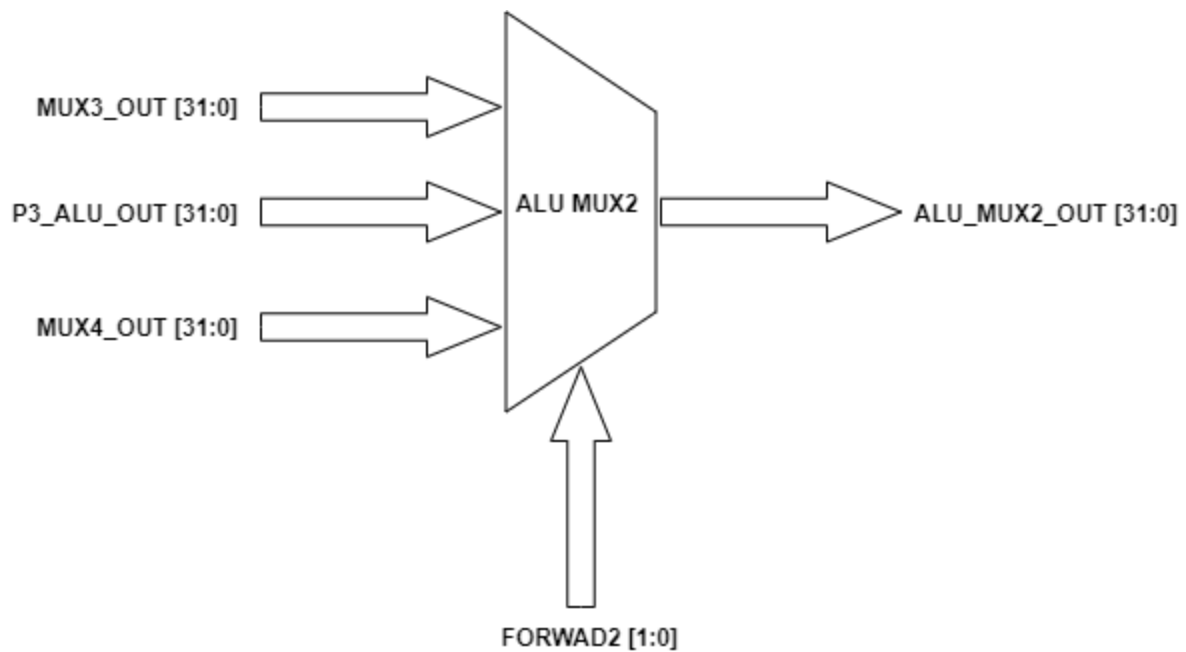 MUX3_OUT [31:0]
P3_ALU_OUT [31:0]
ALU MUX2
ALU_MUX2_OUT [31:0]
MUX4_OUT [31:0]
FORWAD2 [1:0]